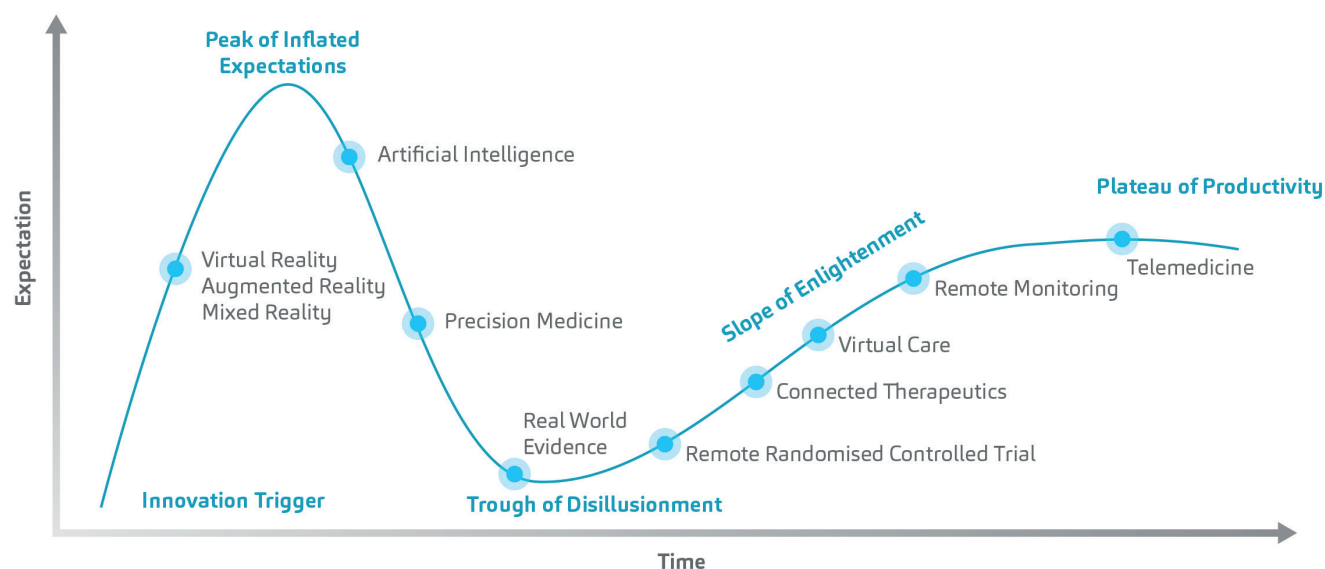 Peak of Inflated
Expectations
Artificial Intelligence
Plateau of Productivity
Expectation
Virtual Reality
Augmented Reality
Mixed Reality
Slope of Enlightenment
Telemedicine
Remote Monitoring
Precision Medicine
Virtual Care
Connected Therapeutics
Real World
Evidence
Remote Randomised Controlled Trial
Innovation Trigger
Trough of Disillusionment
Time